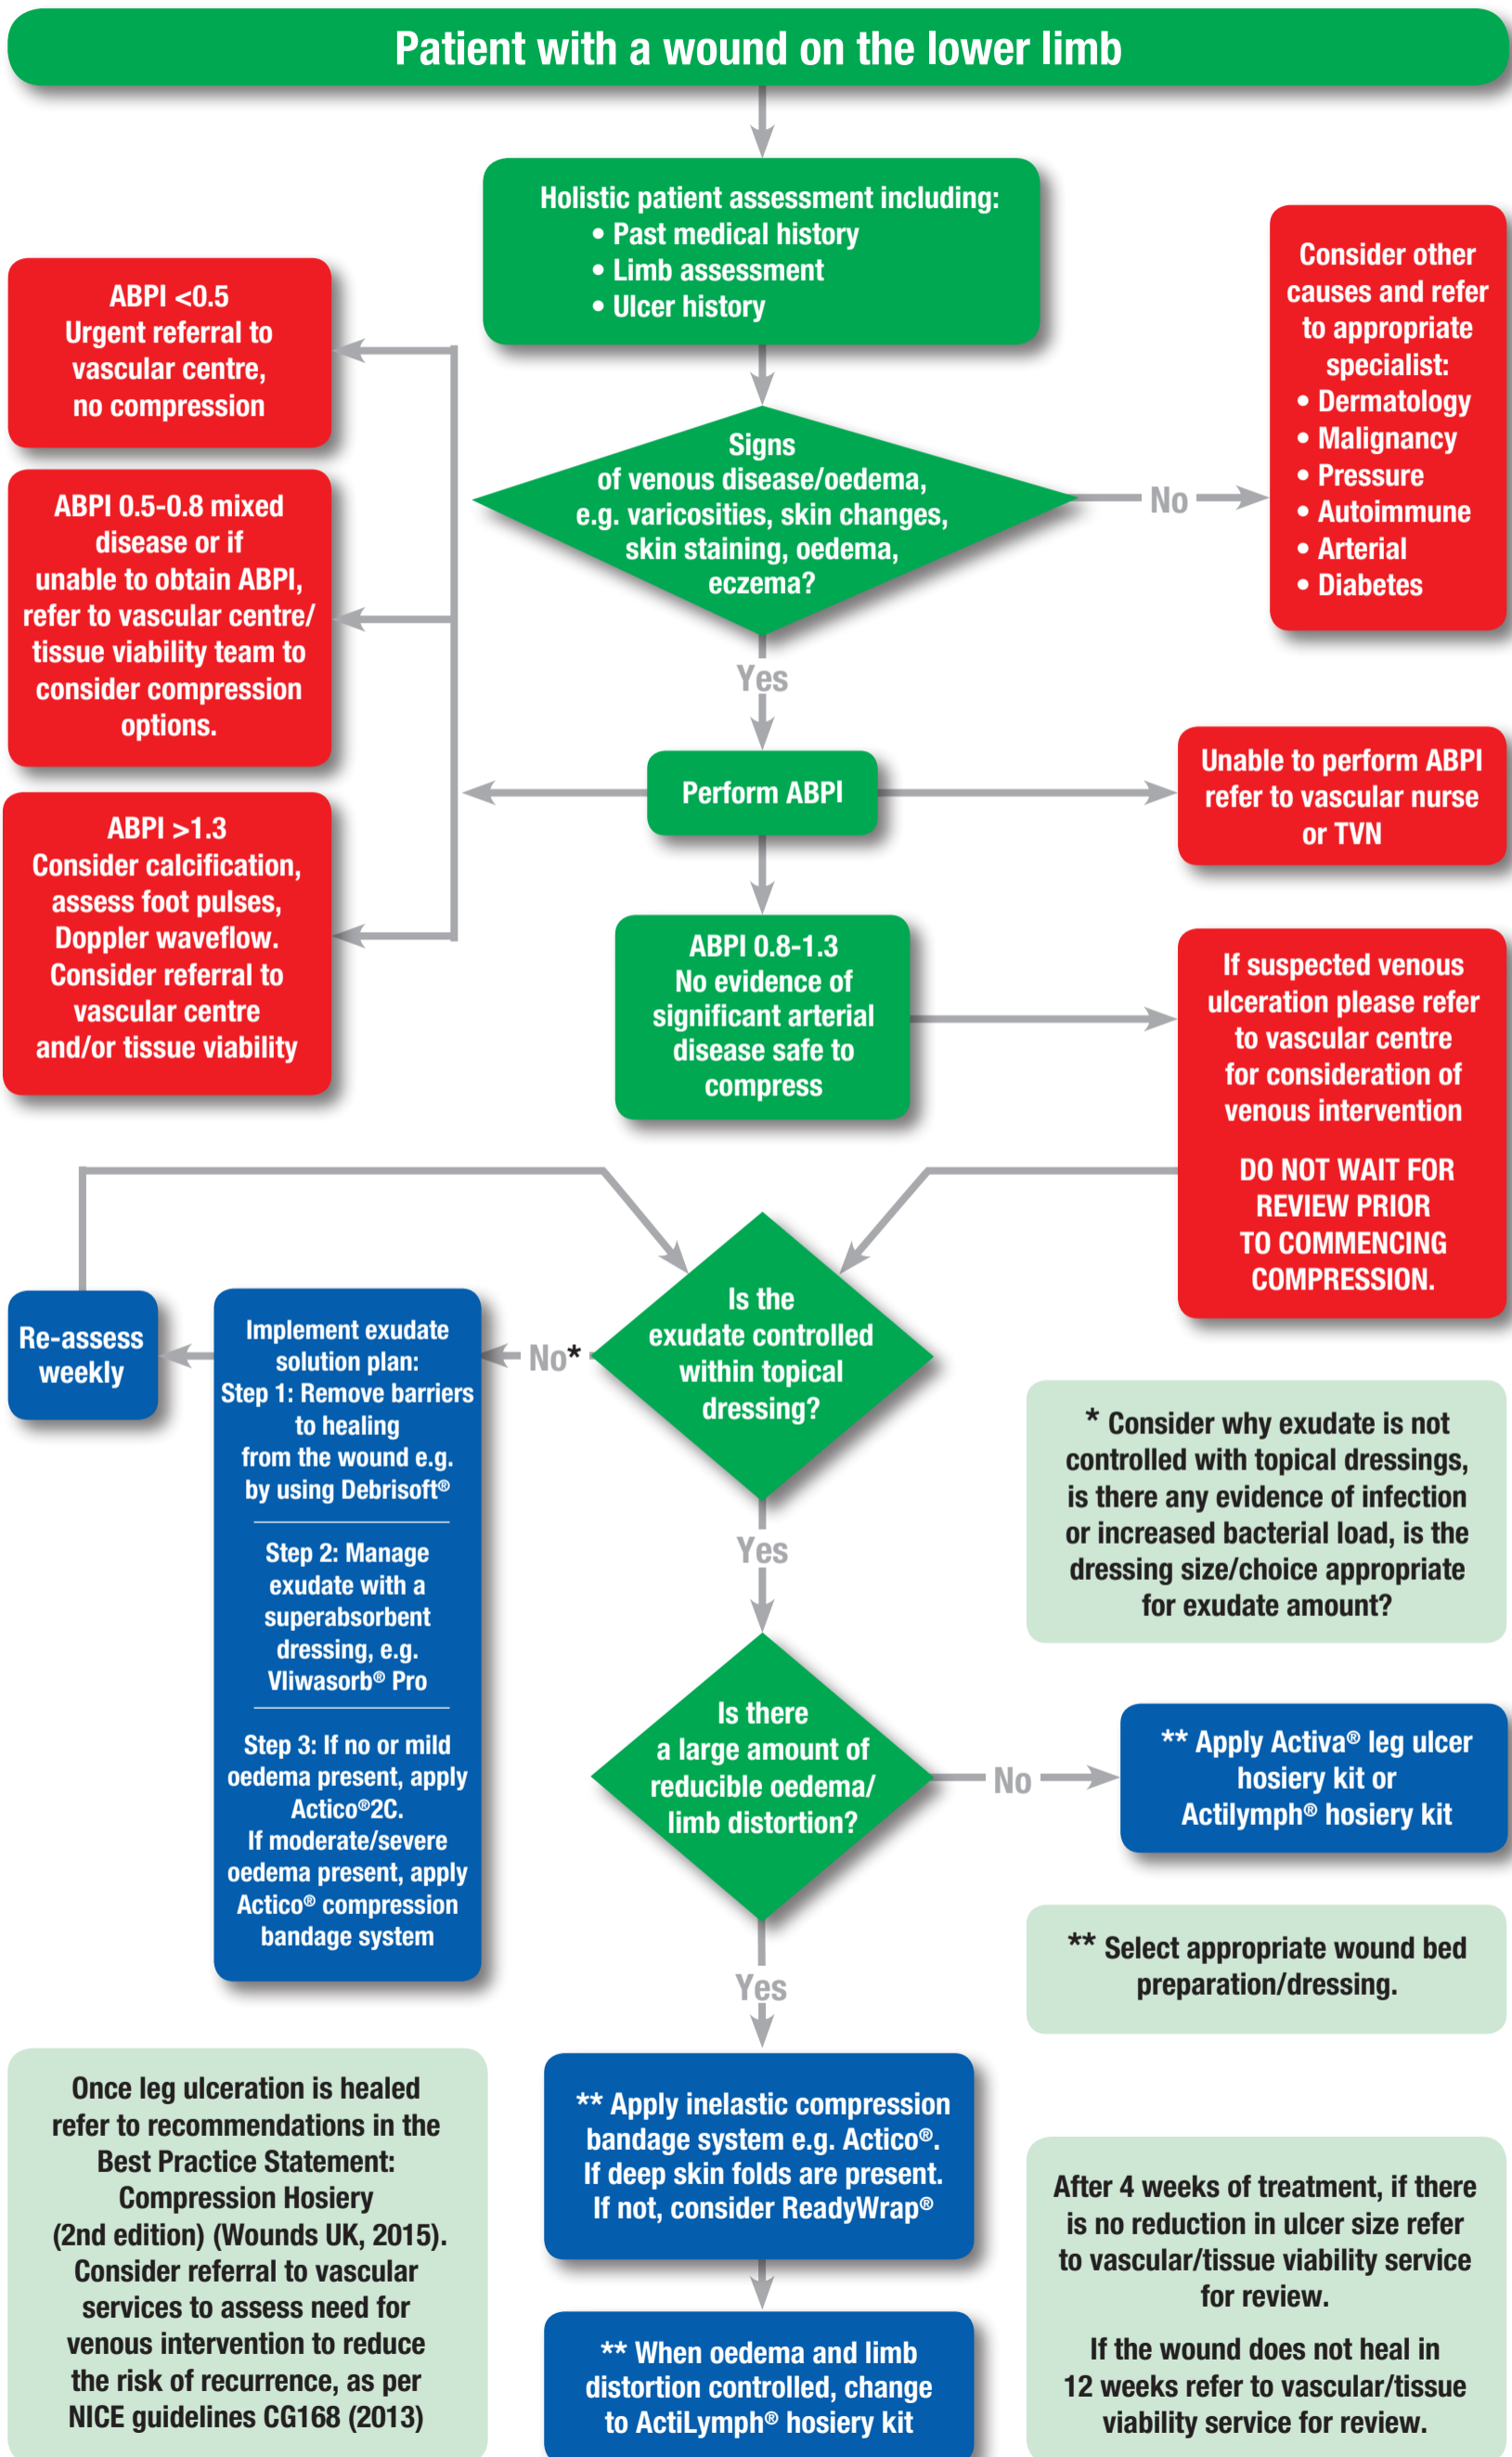 Patient with a wound on the lower limb
Holistic patient assessment including:
• Past medical history
• Limb assessment
• Ulcer history
Consider other
causes and refer
to appropriate
specialist:
• Dermatology
• Malignancy
• Pressure
• Autoimmune
• Arterial
• Diabetes
ABPI <0.5
Urgent referral to
vascular centre,
no compression
Signs
of venous disease/oedema,
e.g. varicosities, skin changes,
skin staining, oedema,
eczema?
No
ABPI 0.5-0.8 mixed
disease or if
unable to obtain ABPI,
refer to vascular centre/
tissue viability team to
consider compression
options.
Yes
Perform ABPI
Unable to perform ABPI
refer to vascular nurse
or TVN
ABPI >1.3
Consider calcification,
assess foot pulses,
Doppler waveflow.
Consider referral to
vascular centre
and/or tissue viability
ABPI 0.8-1.3
No evidence of
significant arterial
disease safe to
compress
If suspected venous
ulceration please refer
to vascular centre
for consideration of
venous intervention
DO NOT WAIT FOR
REVIEW PRIOR
TO COMMENCING
COMPRESSION.
Is the
exudate controlled
within topical
dressing?
No*
Implement exudate
solution plan:
Step 1: Remove barriers
to healing
from the wound e.g.
by using Debrisoft®
Step 2: Manage
exudate with a
superabsorbent
dressing, e.g.
Vliwasorb® Pro
Step 3: If no or mild
oedema present, apply
Actico®2C.
If moderate/severe
oedema present, apply
Actico® compression
bandage system
Re-assess
weekly
* Consider why exudate is not
controlled with topical dressings,
is there any evidence of infection
or increased bacterial load, is the
dressing size/choice appropriate
for exudate amount?
Yes
Is there
a large amount of
reducible oedema/
limb distortion?
No
** Apply Activa® leg ulcer
hosiery kit or
Actilymph® hosiery kit
** Select appropriate wound bed
preparation/dressing.
Yes
** Apply inelastic compression
bandage system e.g. Actico®.
If deep skin folds are present.
If not, consider ReadyWrap®
** When oedema and limb
distortion controlled, change
to ActiLymph® hosiery kit
Once leg ulceration is healed
refer to recommendations in the
Best Practice Statement:
Compression Hosiery
(2nd edition) (Wounds UK, 2015).
Consider referral to vascular
services to assess need for
venous intervention to reduce
the risk of recurrence, as per
NICE guidelines CG168 (2013)
After 4 weeks of treatment, if there
is no reduction in ulcer size refer
to vascular/tissue viability service
for review.
If the wound does not heal in
12 weeks refer to vascular/tissue
viability service for review.